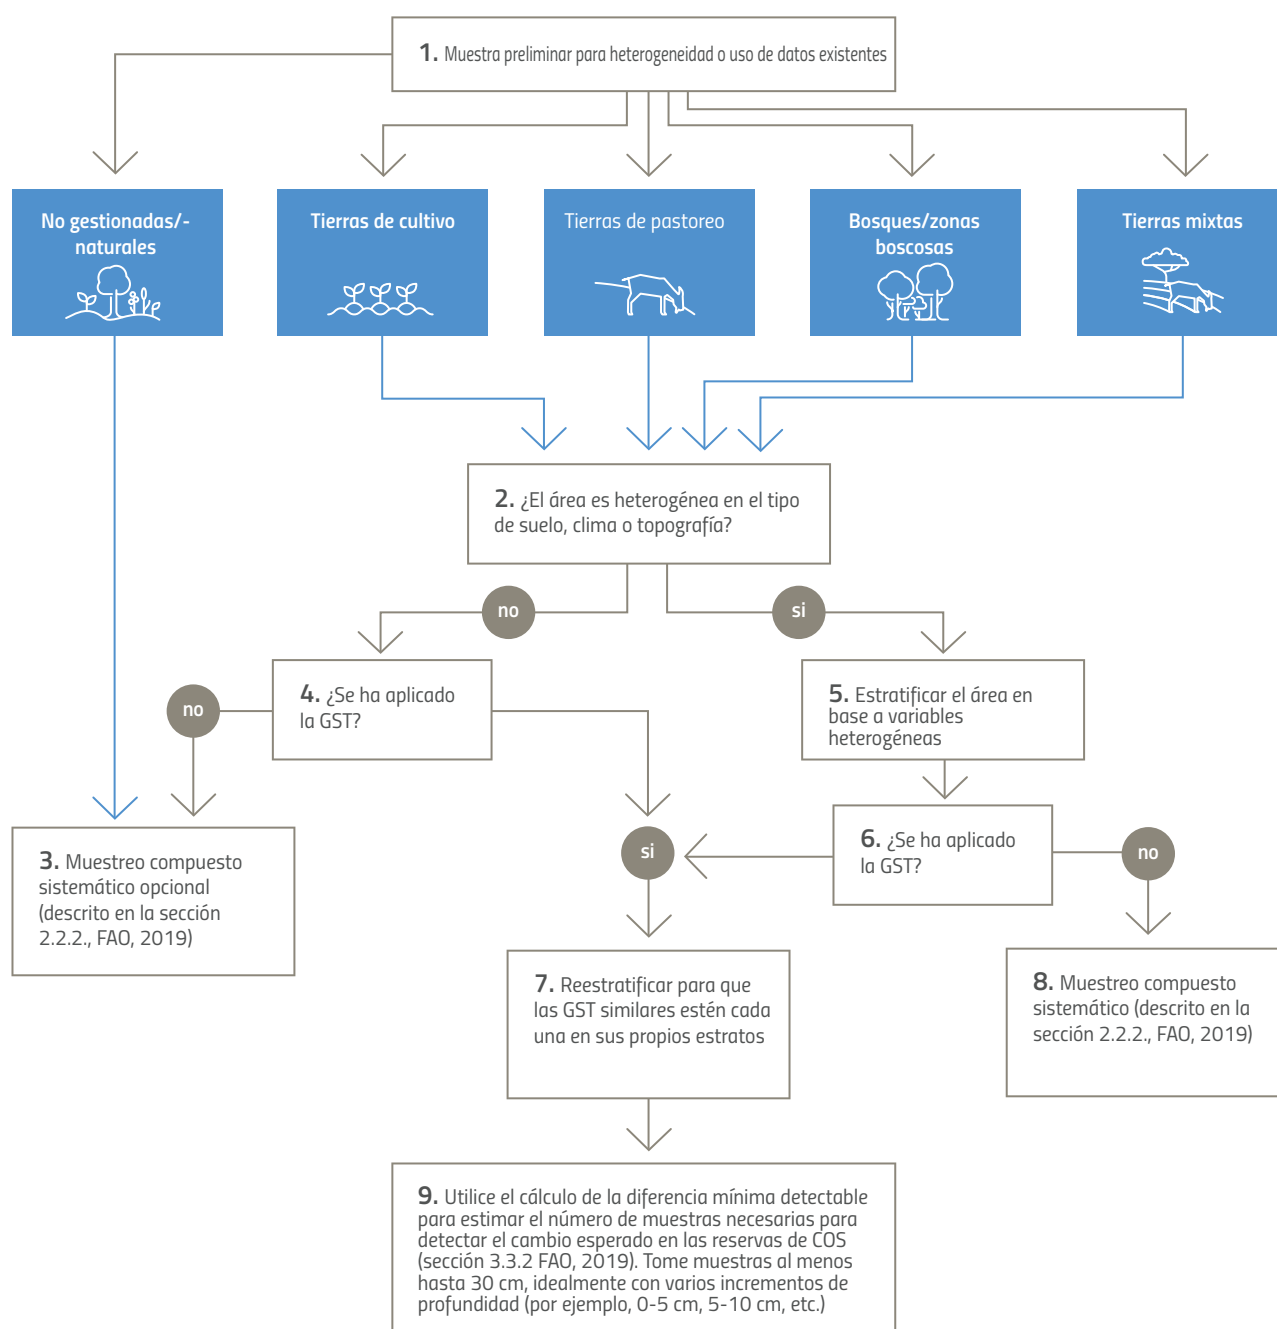 1. Muestra preliminar para heterogeneidad o uso de datos existentes
No gestionadas/-
naturales
Tierras de cultivo
Tierras de pastoreo
Bosques/zonas
boscosas
Tierras mixtas
2. ¿El área es heterogénea en el tipo
de suelo, clima o topografía?
no
si
4. ¿Se ha aplicado
la GST?
no
5. Estratificar el área en
base a variables
heterogéneas
3. Muestreo compuesto
sistemático opcional
(descrito en la sección
2.2.2., FAO, 2019)
si
6. ¿Se ha aplicado
la GST?
no
7. Reestratificar para que
las GST similares estén cada
una en sus propios estratos
8. Muestreo compuesto
sistemático (descrito en la
sección 2.2.2., FAO, 2019)
9. Utilice el cálculo de la diferencia mínima detectable
para estimar el número de muestras necesarias para
detectar el cambio esperado en las reservas de COS
(sección 3.3.2 FAO, 2019). Tome muestras al menos
hasta 30 cm, idealmente con varios incrementos de
profundidad (por ejemplo, 0-5 cm, 5-10 cm, etc.)